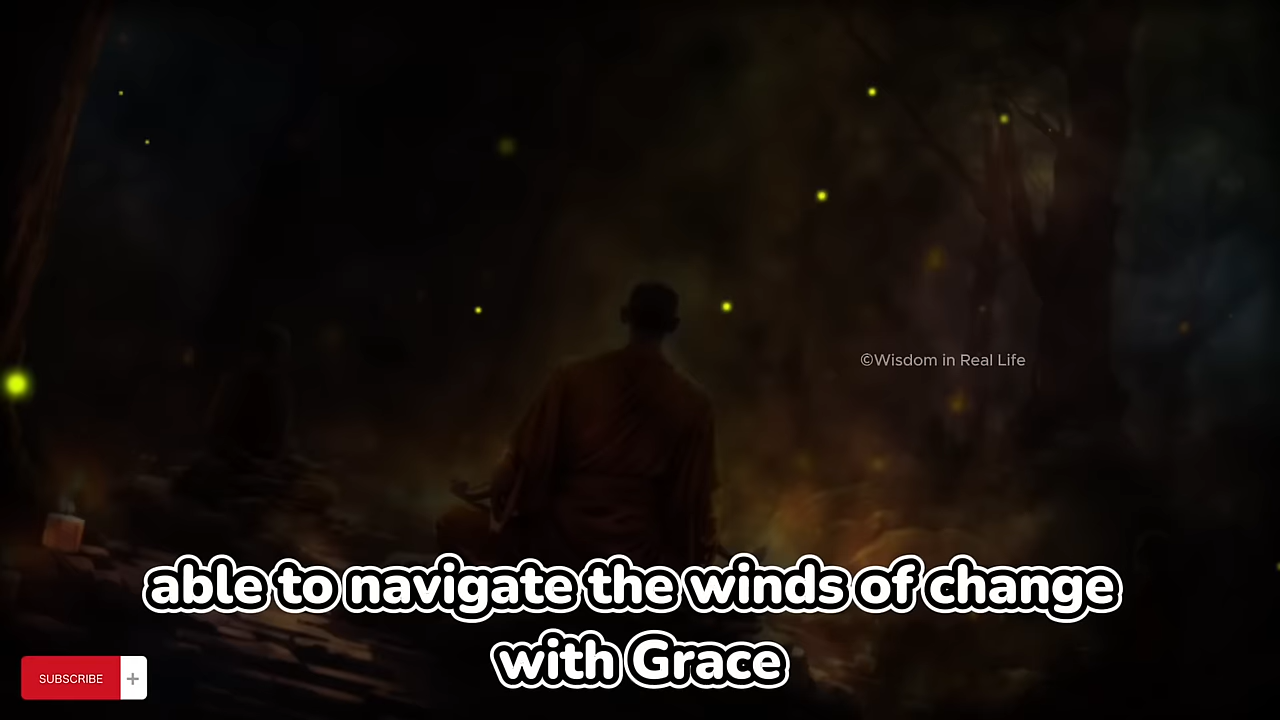 ©Wisdom in Real Life
able to navigate the winds of change
with Grace
SUBSCRIBE +